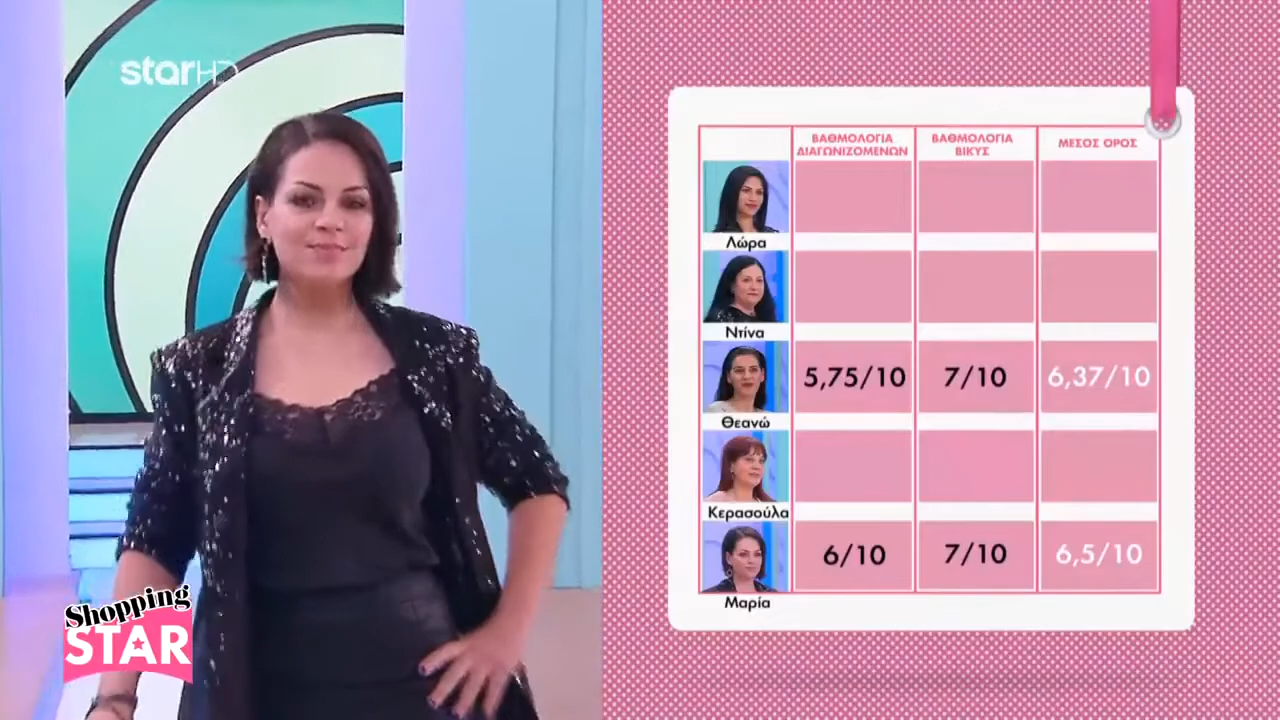 starHD
ΒΑΘΜΟΛΟΓΙΑ
ΔΙΑΓΩΝΙΖΟΜΕΝΩΝ
ΒΑΘΜΟΛΟΓΙΑ
ΒΙΚΥΣ
ΜΕΣΟΣ ΟΡΟΣ
Λώρα
Ντίνα
5,75/10 7/10 6,37/10
Θεανώ
Κερασούλα
6/10 7/10 6,5/10
Μαρία
Shopping
STAR